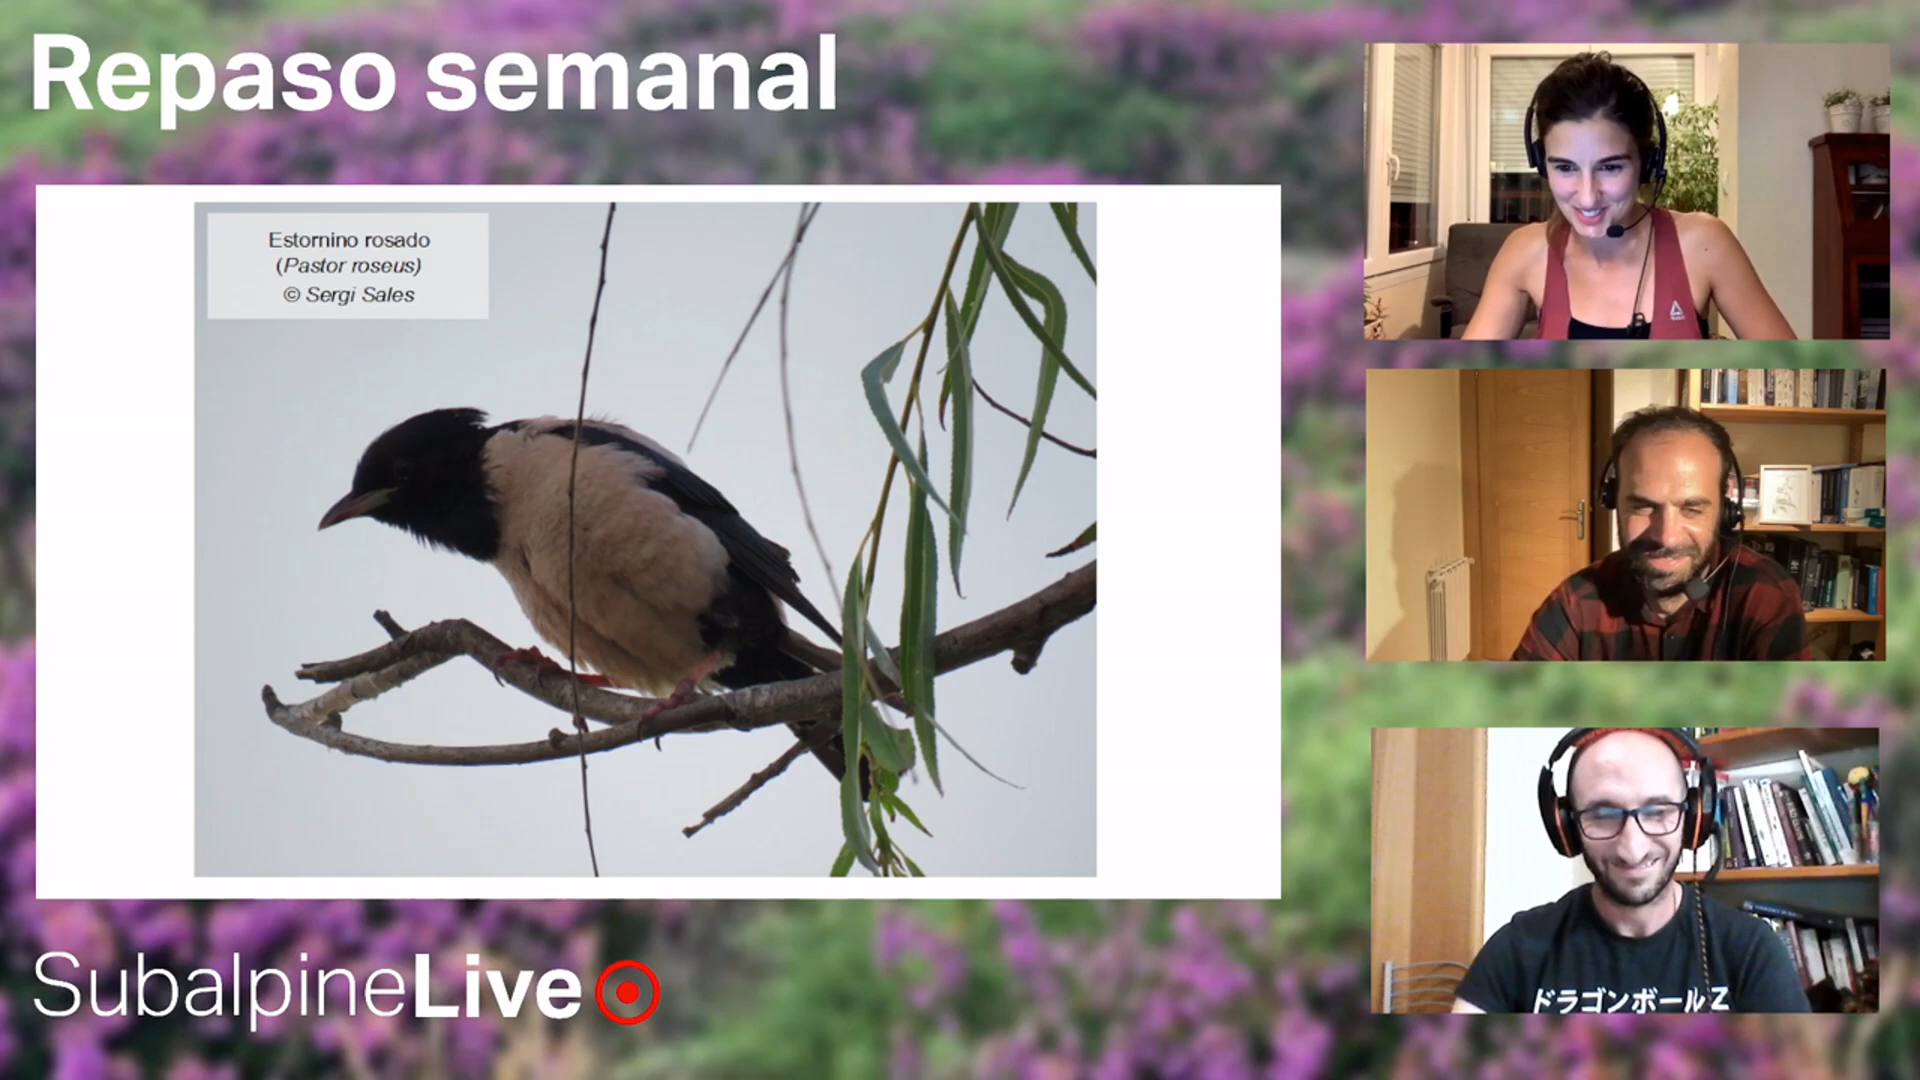 Repaso semanal
Estornino rosado
(Pastor roseus)
© Sergi Sales
ドラゴンボールZ
SubalpineLive